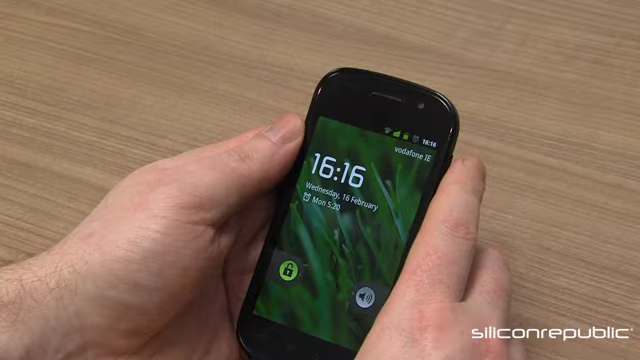 16:16
vodafone IE
16:16
Wednesday, 16 February
Mon 5:20
siliconrepublic